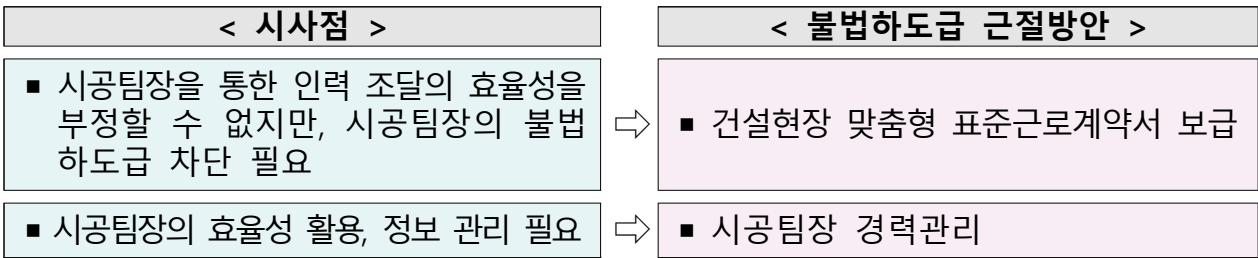 < 시사점 >
< 불법하도급 근절방안 >
▪ 시공팀장을 통한 인력 조달의 효율성을
부정할 수 없지만, 시공팀장의 불법
하도급 차단 필요
⇨
▪ 건설현장 맞춤형 표준근로계약서 보급
▪ 시공팀장의 효율성 활용, 정보 관리 필요
⇨
▪ 시공팀장 경력관리